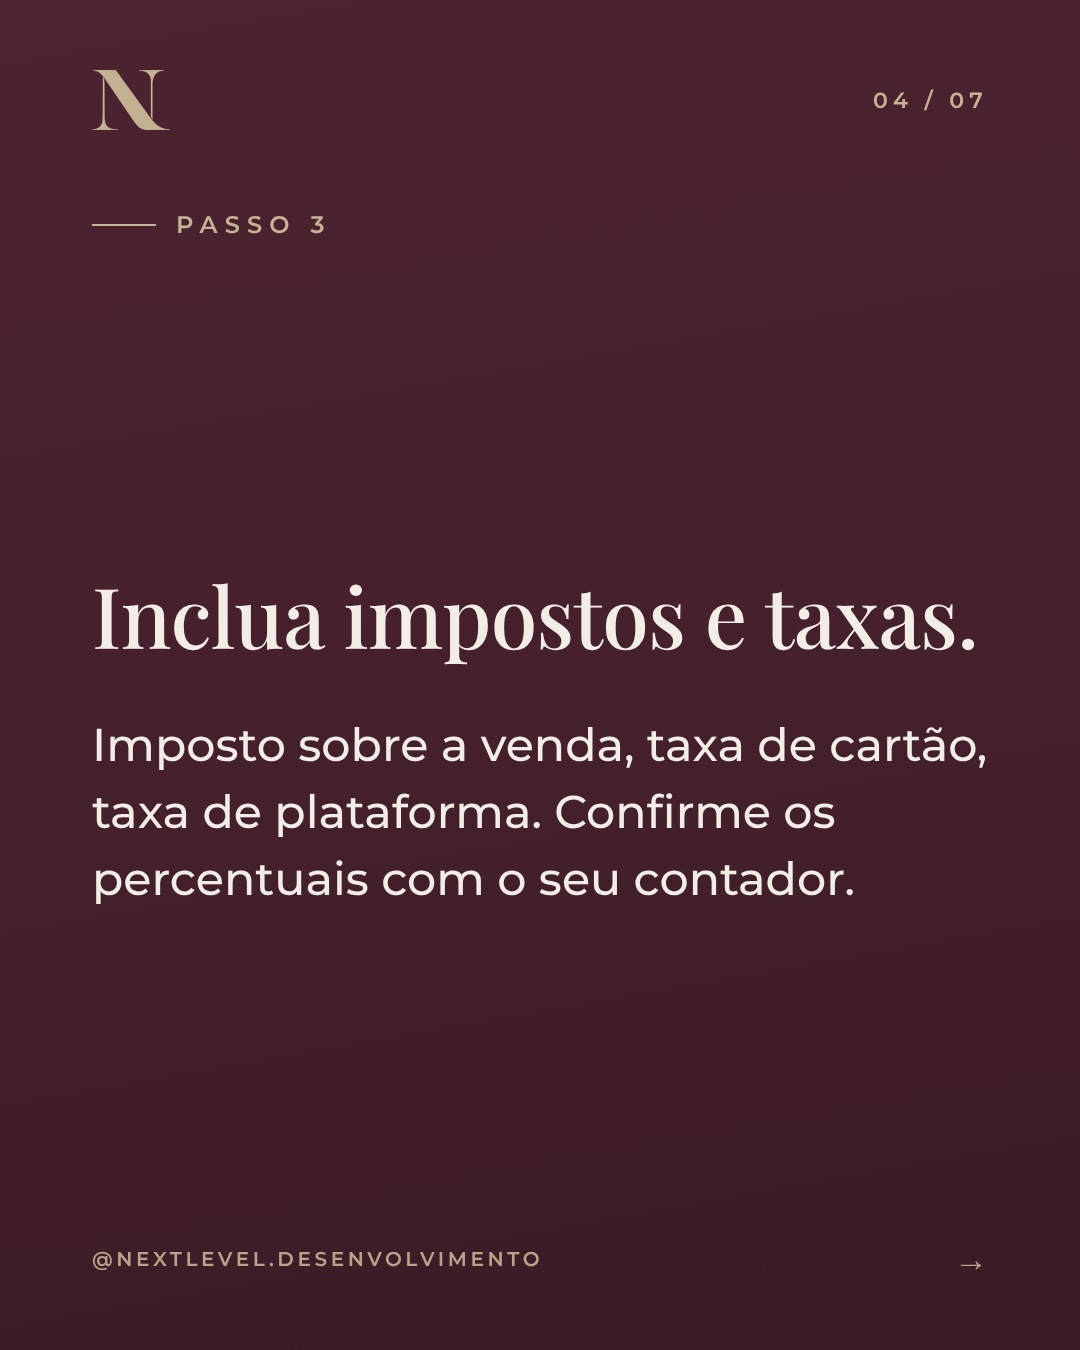 N
04 / 07
PASSO 3
Inclua impostos e taxas.
Imposto sobre a venda, taxa de cartão,
taxa de plataforma. Confirme os
percentuais com o seu contador.
@NEXTLEVEL.DESENVOLVIMENTO
→